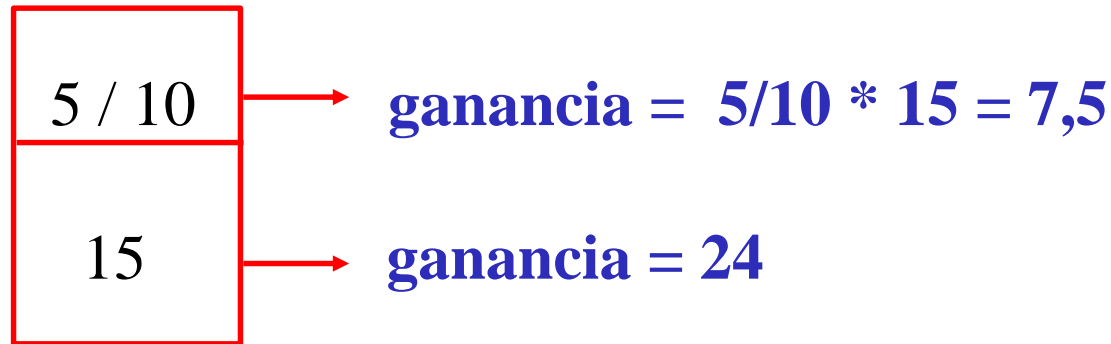 5 / 10 ganancia = 5/10 * 15 = 7,5
15 ganancia = 24